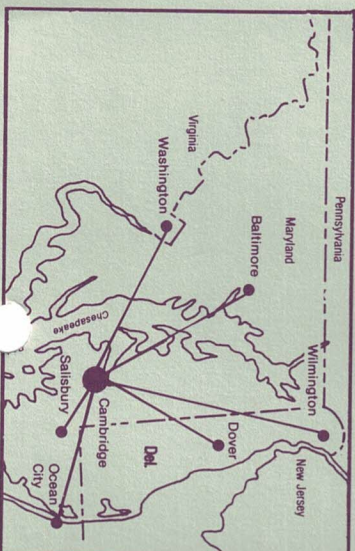 Pennsylvania
Maryland
Virginia
Washington
Baltimore
Wilmington
New Jersey
Dover
Del.
Chesapeake
Cambridge
Salisbury
Ocean
City